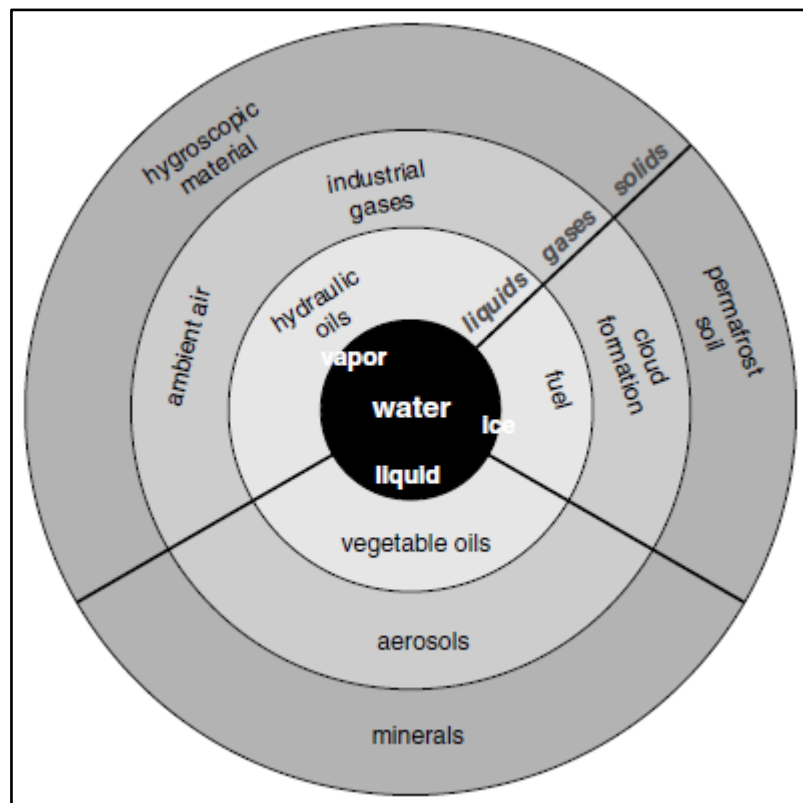 hygroscopic
material
industrial
gases
solids
gases
liquids
hydraulic
oils
ambient air
permafrost
soil
cloud
formation
fuel
vapor
water
Ice
liquid
vegetable oils
aerosols
minerals